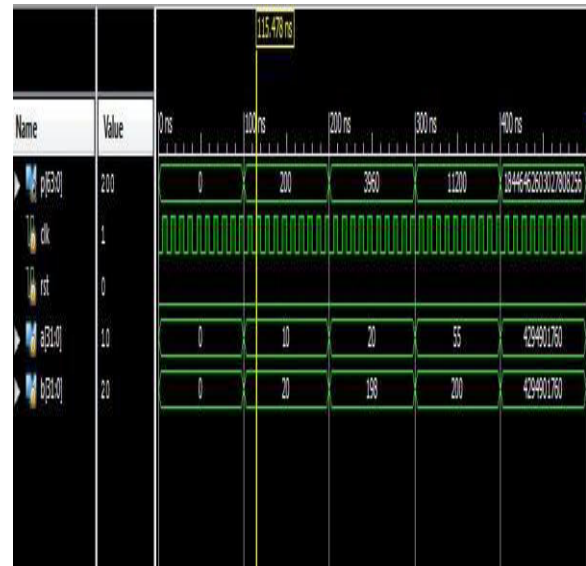 115.478 ns
Name Value 0 ns 100 ns 200 ns 300 ns 400 ns
p[63:0] 200 0 200 3960 11200 18446462603027808256
clk 1
rst 0
a[31:0] 10 0 10 20 55 4294901760
b[31:0] 20 0 20 198 200 4294901760